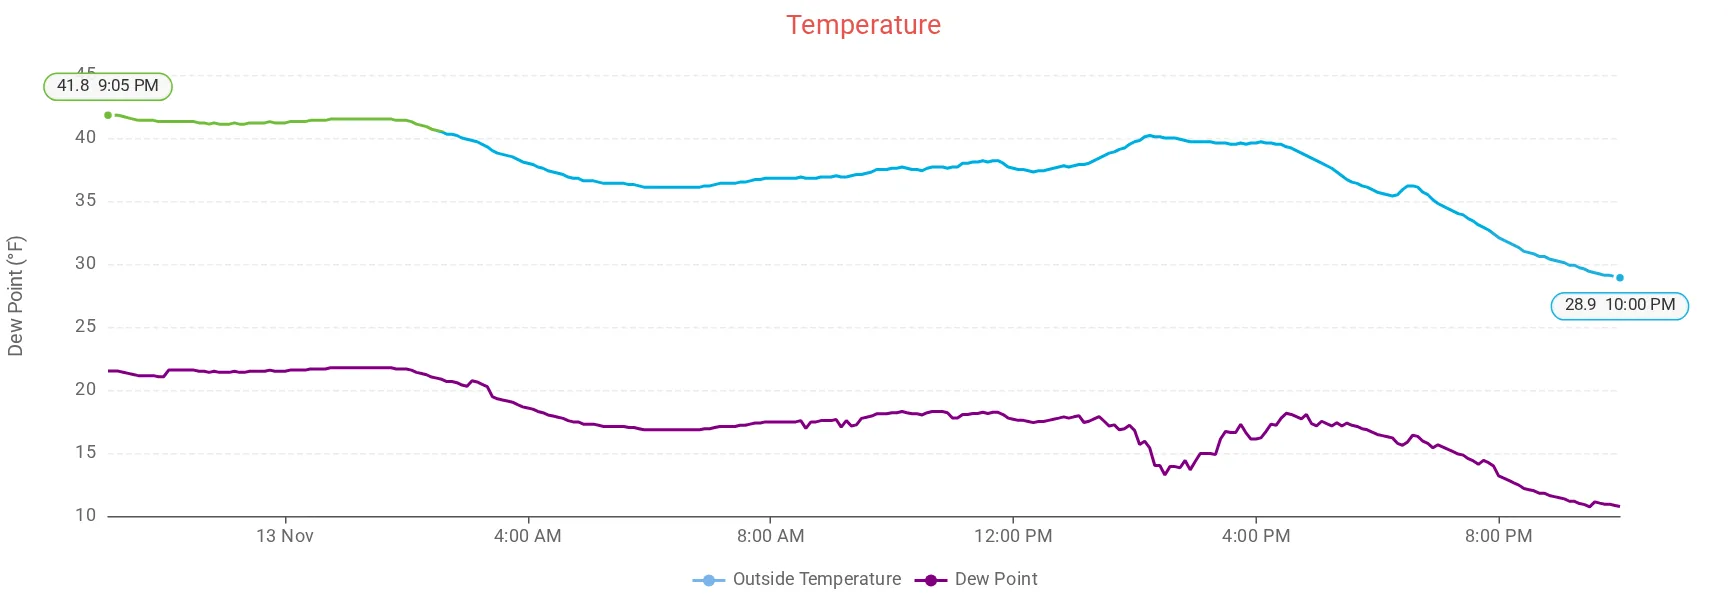 Temperature
45
41.8 9:05 PM
40
35
30
25
20
15
10
Dew Point (°F)
28.9 10:00 PM
13 Nov
4:00 AM
8:00 AM
12:00 PM
4:00 PM
8:00 PM
Outside Temperature
Dew Point